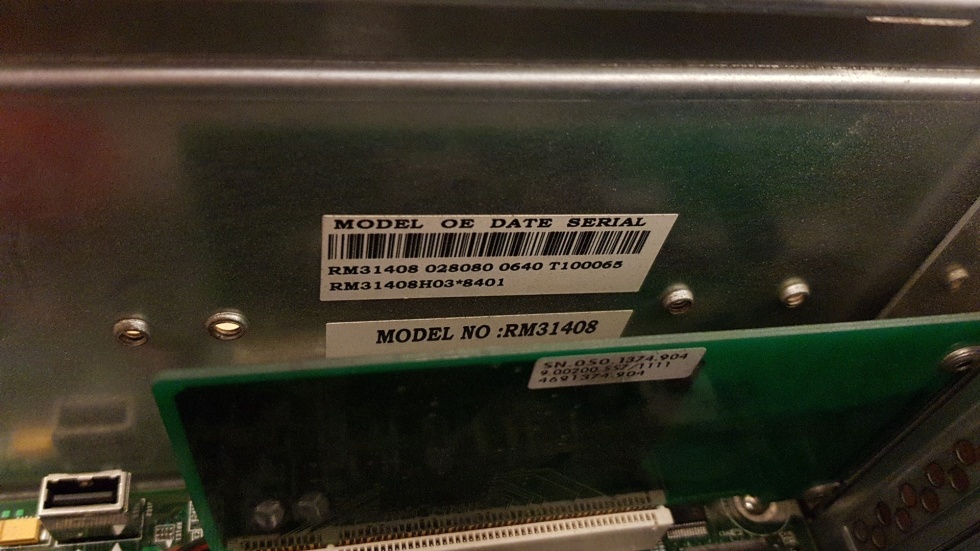 MODEL OE DATE SERIAL
RM31408 028080 0640 T100065
RM31408H03*8401
MODEL NO :RM31408
SN.050.1374.904
9.00200.557/1111
4691374.904